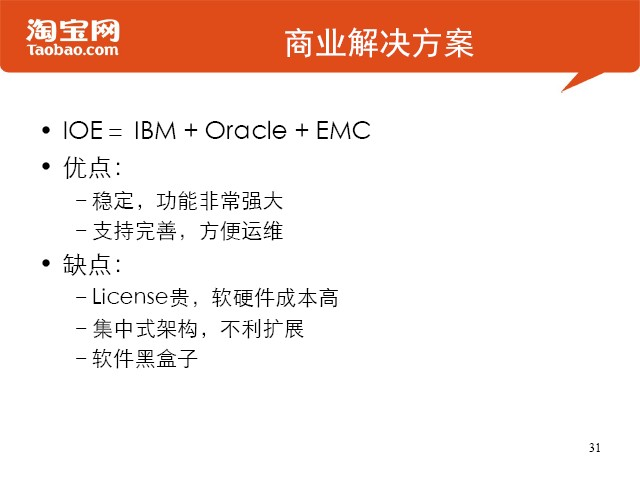 淘宝网
Taobao.com
商业解决方案
• IOE = IBM + Oracle + EMC
• 优点：
– 稳定，功能非常强大
– 支持完善，方便运维
• 缺点：
– License贵，软硬件成本高
– 集中式架构，不利扩展
– 软件黑盒子
31